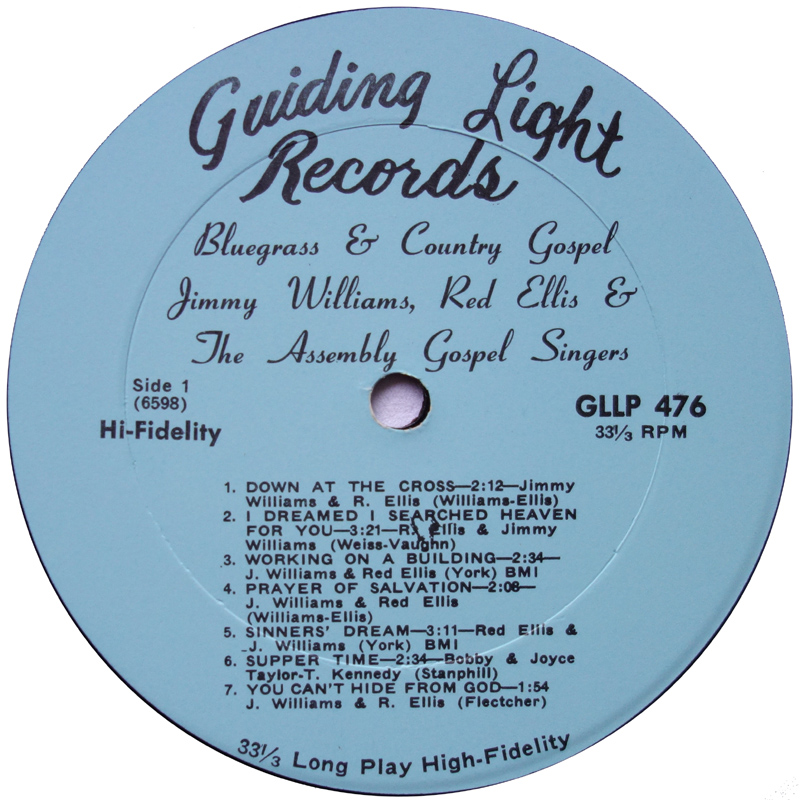 Guiding Light
Records
Bluegrass & Country Gospel
Jimmy Williams, Red Ellis &
The Assembly Gospel Singers
Side 1
(6598)
Hi-Fidelity
GLLP 476
33⅓ RPM
1. DOWN AT THE CROSS—2:12—Jimmy
Williams & R. Ellis (Williams-Ellis)
2. I DREAMED I SEARCHED HEAVEN
FOR YOU—3:21—R. Ellis & Jimmy
Williams (Weiss-Vaughn)
3. WORKING ON A BUILDING—2:34—
J. Williams & Red Ellis (York) BMI
4. PRAYER OF SALVATION—2:08—
J. Williams & Red Ellis
(Williams-Ellis)
5. SINNERS' DREAM—3:11—Red Ellis &
J. Williams (York) BMI
6. SUPPER TIME—2:34—Bobby & Joyce
Taylor-T. Kennedy (Stanphill)
7. YOU CAN'T HIDE FROM GOD—1:54
J. Williams & R. Ellis (Flectcher)
33⅓ Long Play High-Fidelity